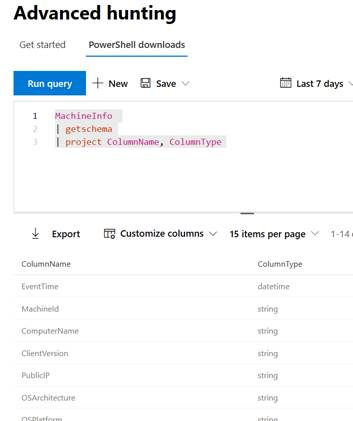 Advanced hunting
Get started PowerShell downloads
Run query + New Save Last 7 days
1 MachineInfo
2 | getschema
3 | project ColumnName, ColumnType
Export Customize columns 15 items per page 1-14
ColumnName ColumnType
EventTime datetime
MachineId string
ComputerName string
ClientVersion string
PublicIP string
OSArchitecture string
OSPlatform string